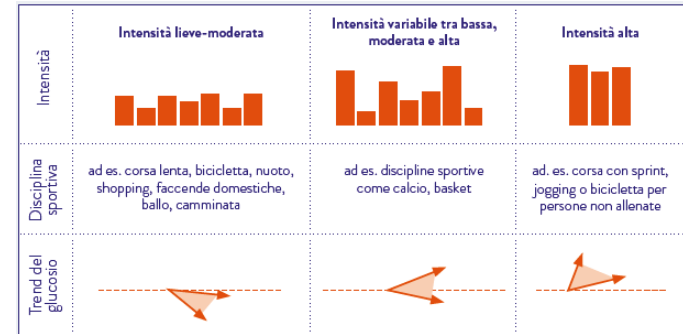 Intensità
Intensità lieve-moderata
Intensità variabile tra bassa,
moderata e alta
Intensità alta
Disciplina
sportiva
ad es. corsa lenta, bicicletta, nuoto,
shopping, faccende domestiche,
ballo, camminata
ad es. discipline sportive
come calcio, basket
ad. es. corsa con sprint,
jogging o bicicletta per
persone non allenate
Trend del
glucosio